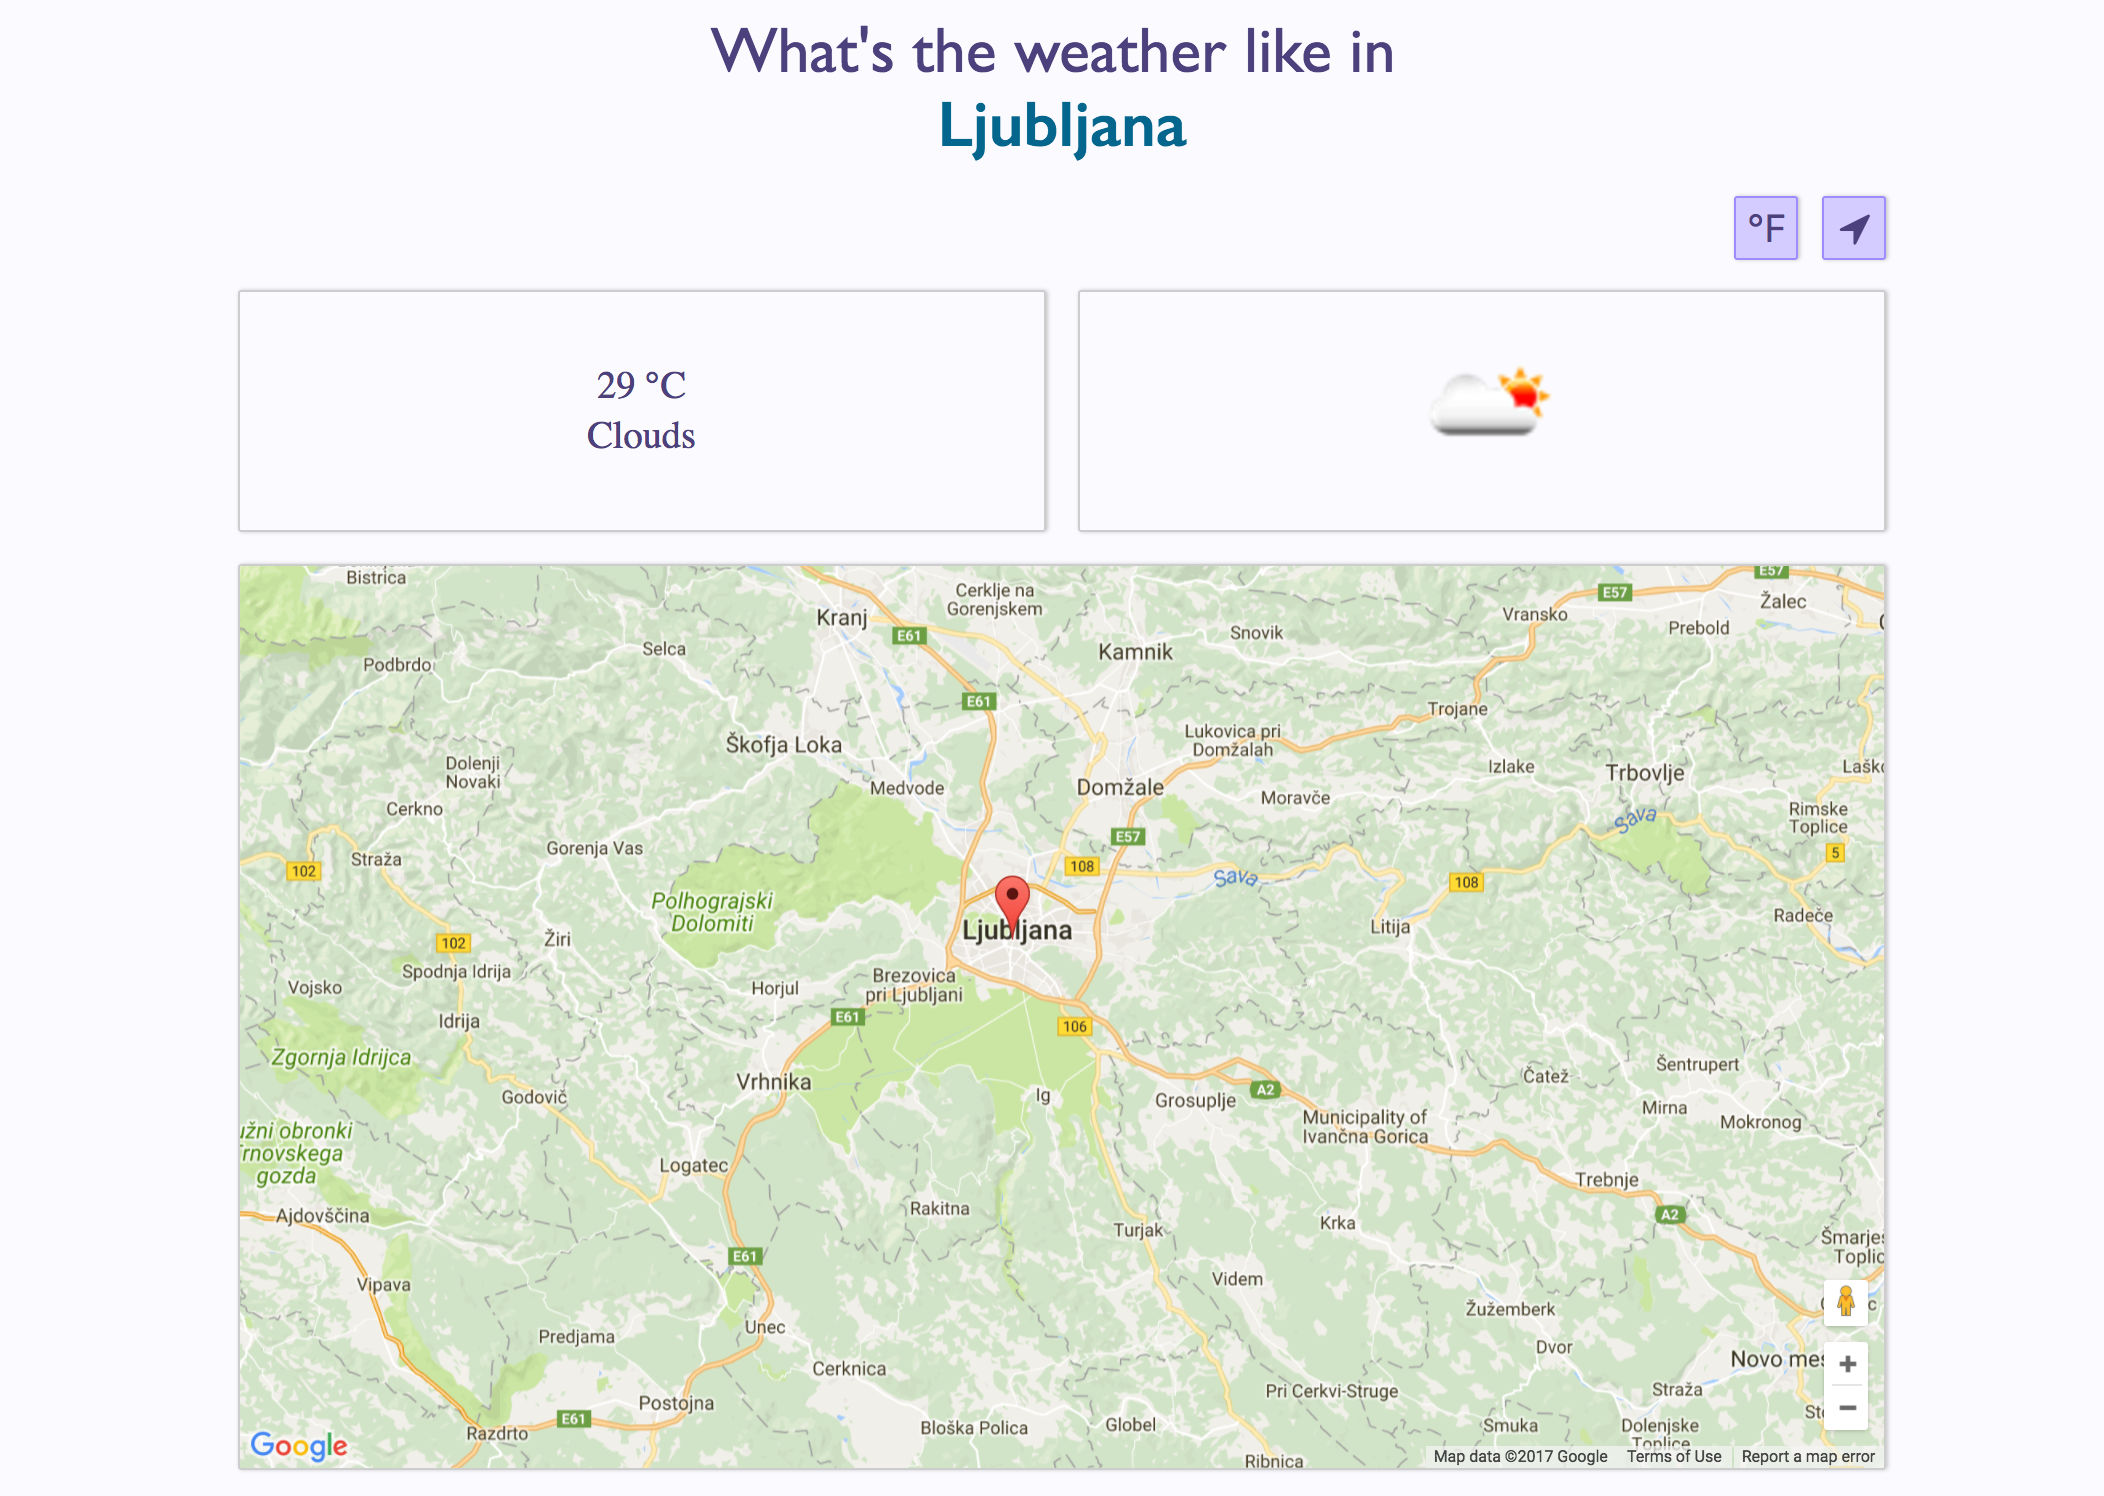 What's the weather like in
Ljubljana
°F
29 °C
Clouds
Bistrica
Kranj
Cerklje na
Gorenjskem
E61
Vransko
E57
E57
Žalec
Prebold
Snovik
Kamnik
Selca
Podbrdo
E61
Trojane
Lukovica pri
Domžalah
Škofja Loka
Dolenji
Novaki
Medvode
Domžale
Izlake
Trbovlje
Moravče
Cerkno
Rimske
Toplice
Sava
E57
Gorenja Vas
Straža
102
108
5
Sava
108
Polhograjski
Dolomiti
Radeče
Ljubljana
Litija
Žiri
102
Spodnja Idrija
Vojsko
Horjul
Brezovica
pri Ljubljani
E61
Idrija
106
Zgornja Idrijca
Šentrupert
Čatež
Vrhnika
Ig
A2
Godovič
Grosuplje
Mirna
Municipality of
Ivančna Gorica
Mokronog
užni obronki
rnovskega
gozda
Logatec
Trebnje
Ajdovščina
Rakitna
Turjak
Krka
A2
Šmarješ
Toplic
E61
Vipava
Videm
Žužemberk
Unec
Predjama
Dvor
Cerknica
Novo mes
Pri Cerkvi-Struge
Straža
Postojna
E61
Razdrto
Bloška Polica
Globel
Smuka
Dolenjske
Toplice
Ribnica
Google
Map data ©2017 Google
Terms of Use
Report a map error